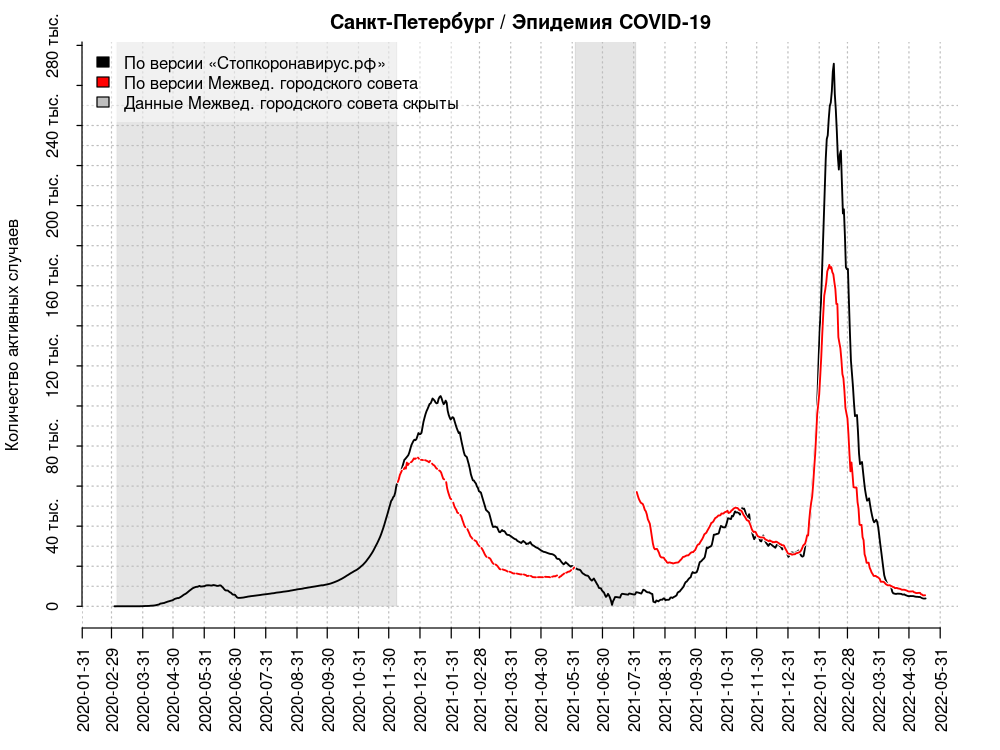 Санкт-Петербург / Эпидемия COVID-19
По версии «Стопкоронавирус.рф»
По версии Межвед. городского совета
Данные Межвед. городского совета скрыты
Количество активных случаев
280 тыс.
240 тыс.
200 тыс.
160 тыс.
120 тыс.
80 тыс.
40 тыс.
0
2020-01-31
2020-02-29
2020-03-31
2020-04-30
2020-05-31
2020-06-30
2020-07-31
2020-08-31
2020-09-30
2020-10-31
2020-11-30
2020-12-31
2021-01-31
2021-02-28
2021-03-31
2021-04-30
2021-05-31
2021-06-30
2021-07-31
2021-08-31
2021-09-30
2021-10-31
2021-11-30
2021-12-31
2022-01-31
2022-02-28
2022-03-31
2022-04-30
2022-05-31